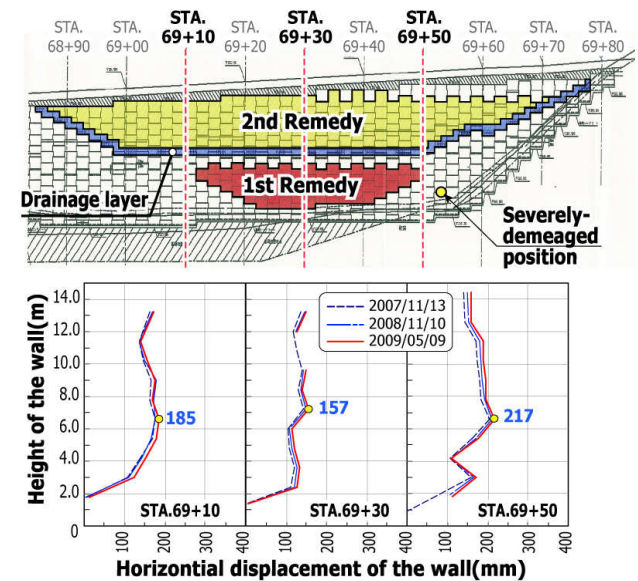 STA. STA. STA. STA. STA. STA. STA. STA. STA. STA.
68+90 69+00 69+10 69+20 69+30 69+40 69+50 69+60 69+70 69+80
2nd Remedy
1st Remedy
Drainage layer
Severely-
demeaged
position
Height of the wall(m)
14.0
12.0
10.0
8.0
6.0
4.0
2.0
2007/11/13
2008/11/10
2009/05/09
185
157
217
STA.69+10 STA.69+30 STA.69+50
100 200 300 400 100 200 300 400 100 200 300 400
Horizontial displacement of the wall(mm)